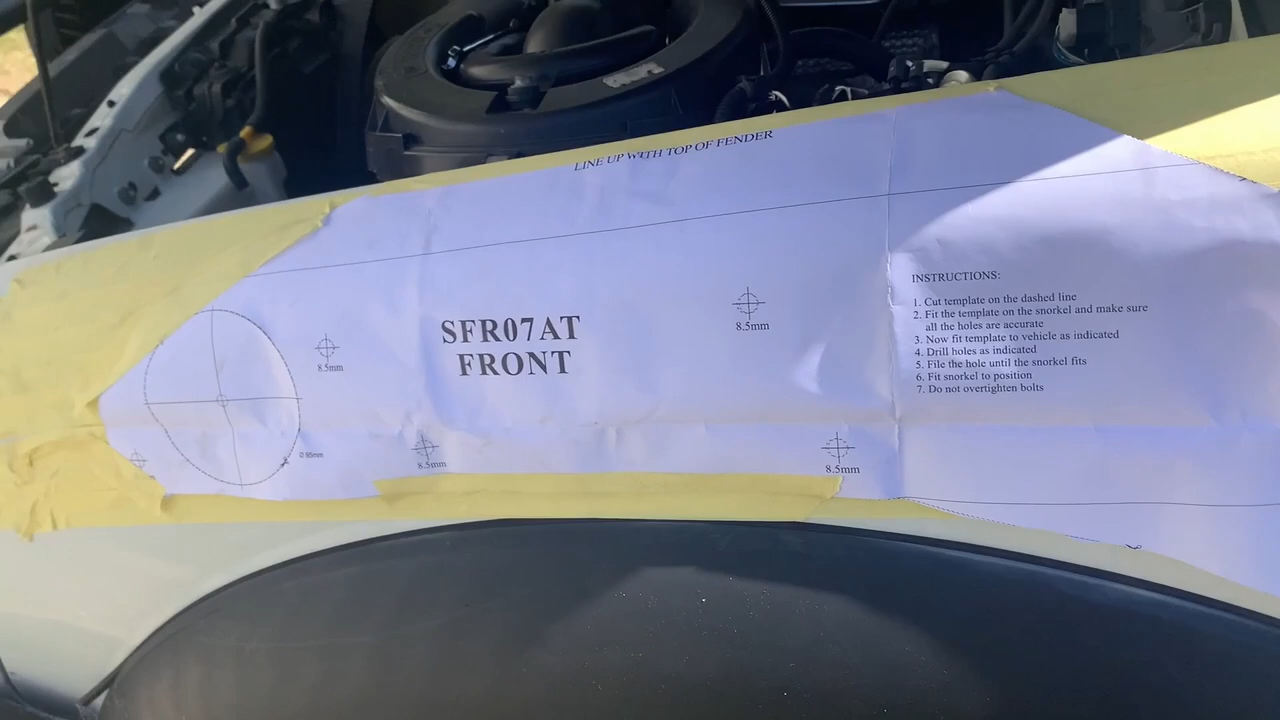 LINE UP WITH TOP OF FENDER
SFR07AT
FRONT
8.5mm
8.5mm
8.5mm
8.5mm
INSTRUCTIONS:
1. Cut template on the dashed line
2. Fit the template on the snorkel and make sure
all the holes are accurate
3. Now fit template to vehicle as indicated
4. Drill holes as indicated
5. File the hole until the snorkel fits
6. Fit snorkel to position
7. Do not overtighten bolts